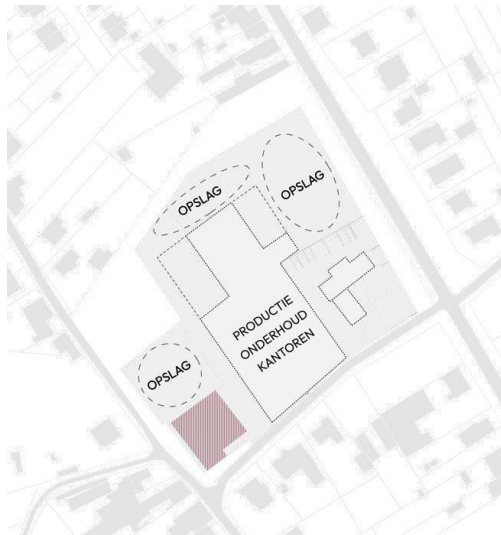 OPSLAG
OPSLAG
PRODUCTIE
ONDERHOUD
KANTOREN
OPSLAG